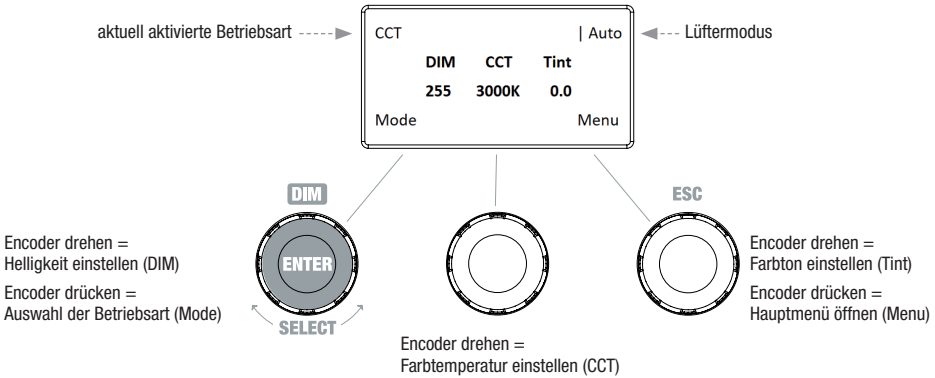 aktuell aktivierte Betriebsart
CCT | Auto
Lüftermodus
DIM CCT Tint
255 3000K 0.0
Mode Menu
DIM
ESC
ENTER
SELECT
Encoder drehen =
Helligkeit einstellen (DIM)
Encoder drücken =
Auswahl der Betriebsart (Mode)
Encoder drehen =
Farbtemperatur einstellen (CCT)
Encoder drehen =
Farbton einstellen (Tint)
Encoder drücken =
Hauptmenü öffnen (Menu)